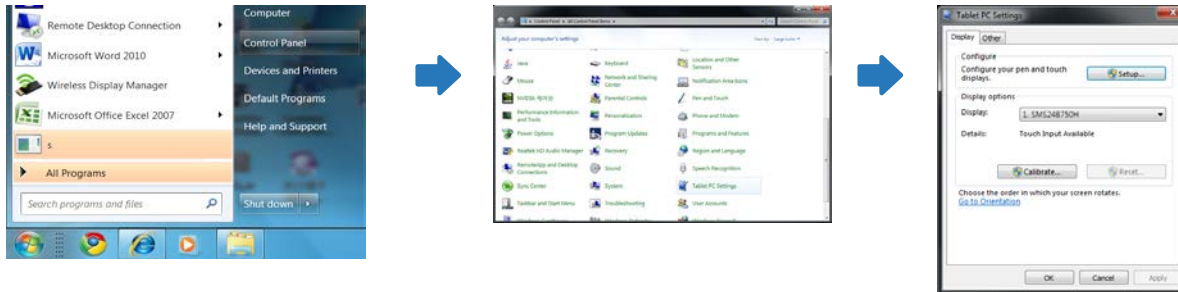 Remote Desktop Connection
Microsoft Word 2010
Wireless Display Manager
Microsoft Office Excel 2007
s
All Programs
Search programs and files
Computer
Control Panel
Devices and Printers
Default Programs
Help and Support
Shut down
Adjust your computer's settings
Java
Keyboard
Location and Other Sensors
Mouse
Network and Sharing Center
Notification Area Icons
Parental Controls
Pen and Touch
Performance Information and Tools
Personalization
Phone and Modem
Power Options
Program Updates
Programs and Features
Realtek HD Audio Manager
Recovery
Region and Language
RemoteApp and Desktop Connections
Sound
Speech Recognition
Sync Center
System
Tablet PC Settings
Taskbar and Start Menu
Troubleshooting
User Accounts
Tablet PC Settings
Display
Other
Configure
Configure your pen and touch
displays.
Setup...
Display options
Display:
1. SMS24875OH
Details:
Touch Input Available
Calibrate...
Reset...
Choose the order in which your screen rotates.
Go to Orientation
OK
Cancel
Apply